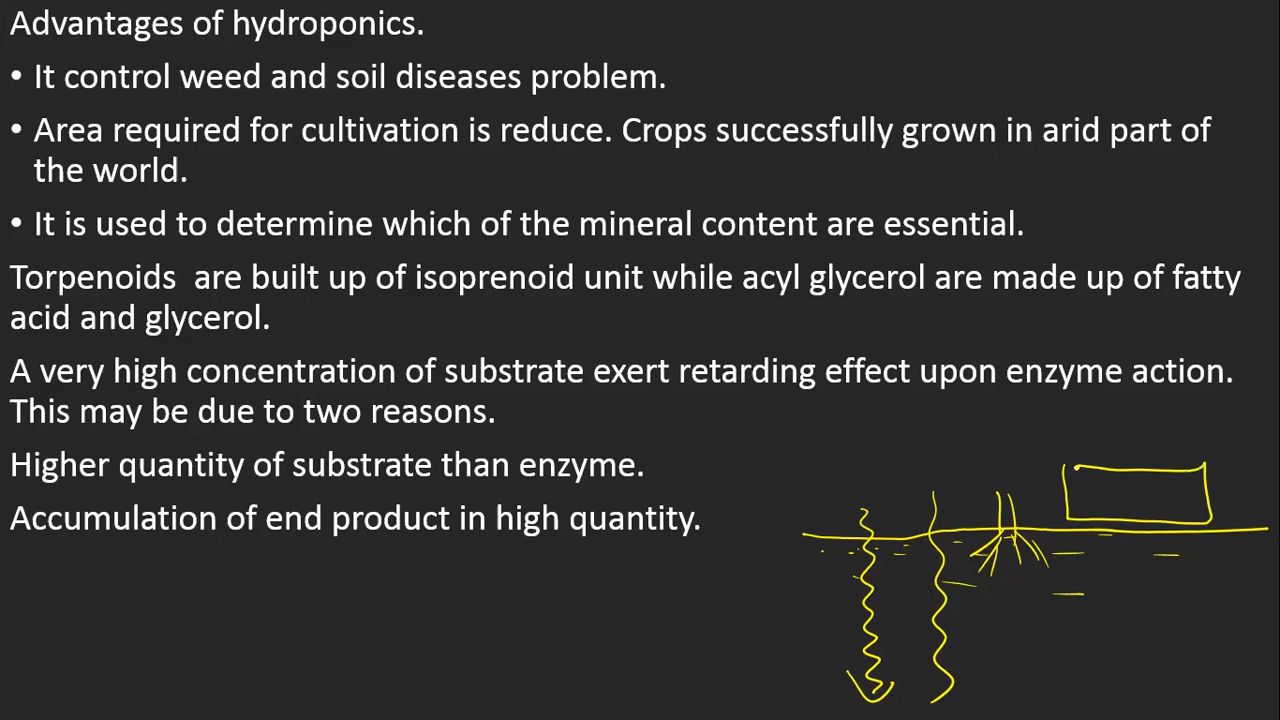 Advantages of hydroponics.
• It control weed and soil diseases problem.
• Area required for cultivation is reduce. Crops successfully grown in arid part of
the world.
• It is used to determine which of the mineral content are essential.
Torpenoids are built up of isoprenoid unit while acyl glycerol are made up of fatty
acid and glycerol.
A very high concentration of substrate exert retarding effect upon enzyme action.
This may be due to two reasons.
Higher quantity of substrate than enzyme.
Accumulation of end product in high quantity.